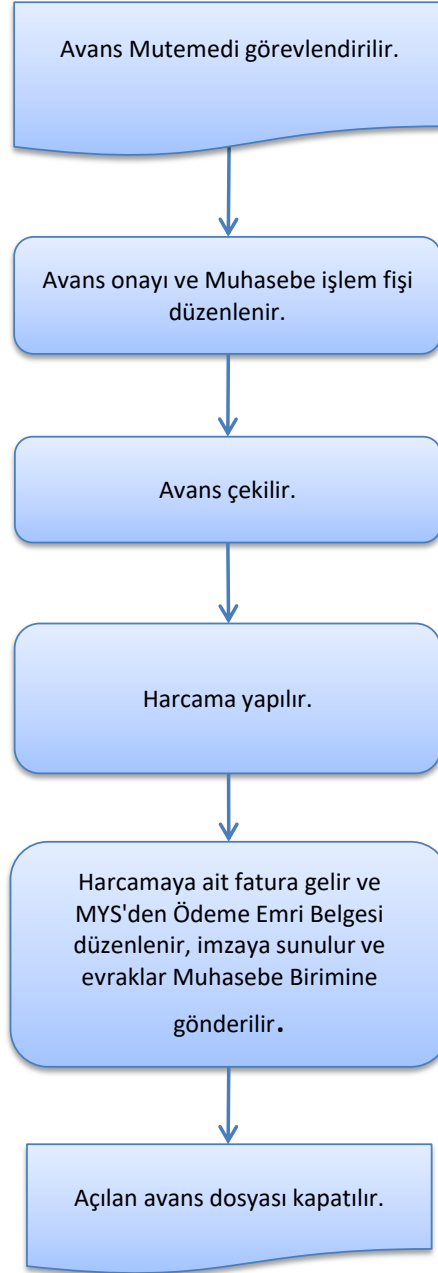 Avans Mutemedi görevlendirilir.
Avans onayı ve Muhasebe işlem fişi
düzenlenir.
Avans çekilir.
Harcama yapılır.
Harcamaya ait fatura gelir ve
MYS'den Ödeme Emri Belgesi
düzenlenir, imzaya sunulur ve
evraklar Muhasebe Birimine
gönderilir.
Açılan avans dosyası kapatılır.